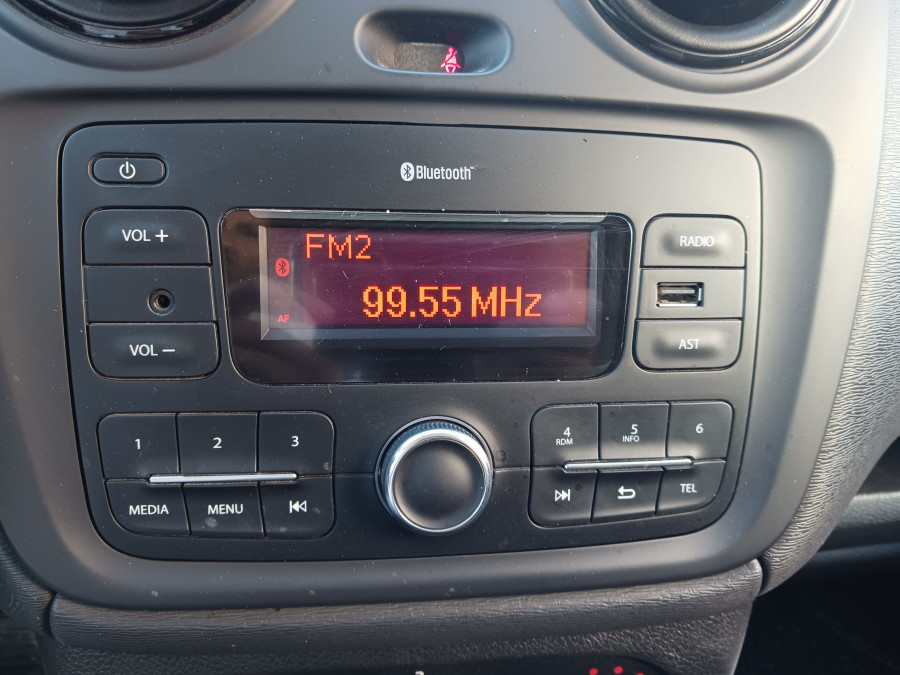 Bluetooth™
VOL +
FM2
RADIO
99.55 MHz
AF
VOL –
AST
1
2
3
4
RDM
5
INFO
6
MEDIA
MENU
TEL